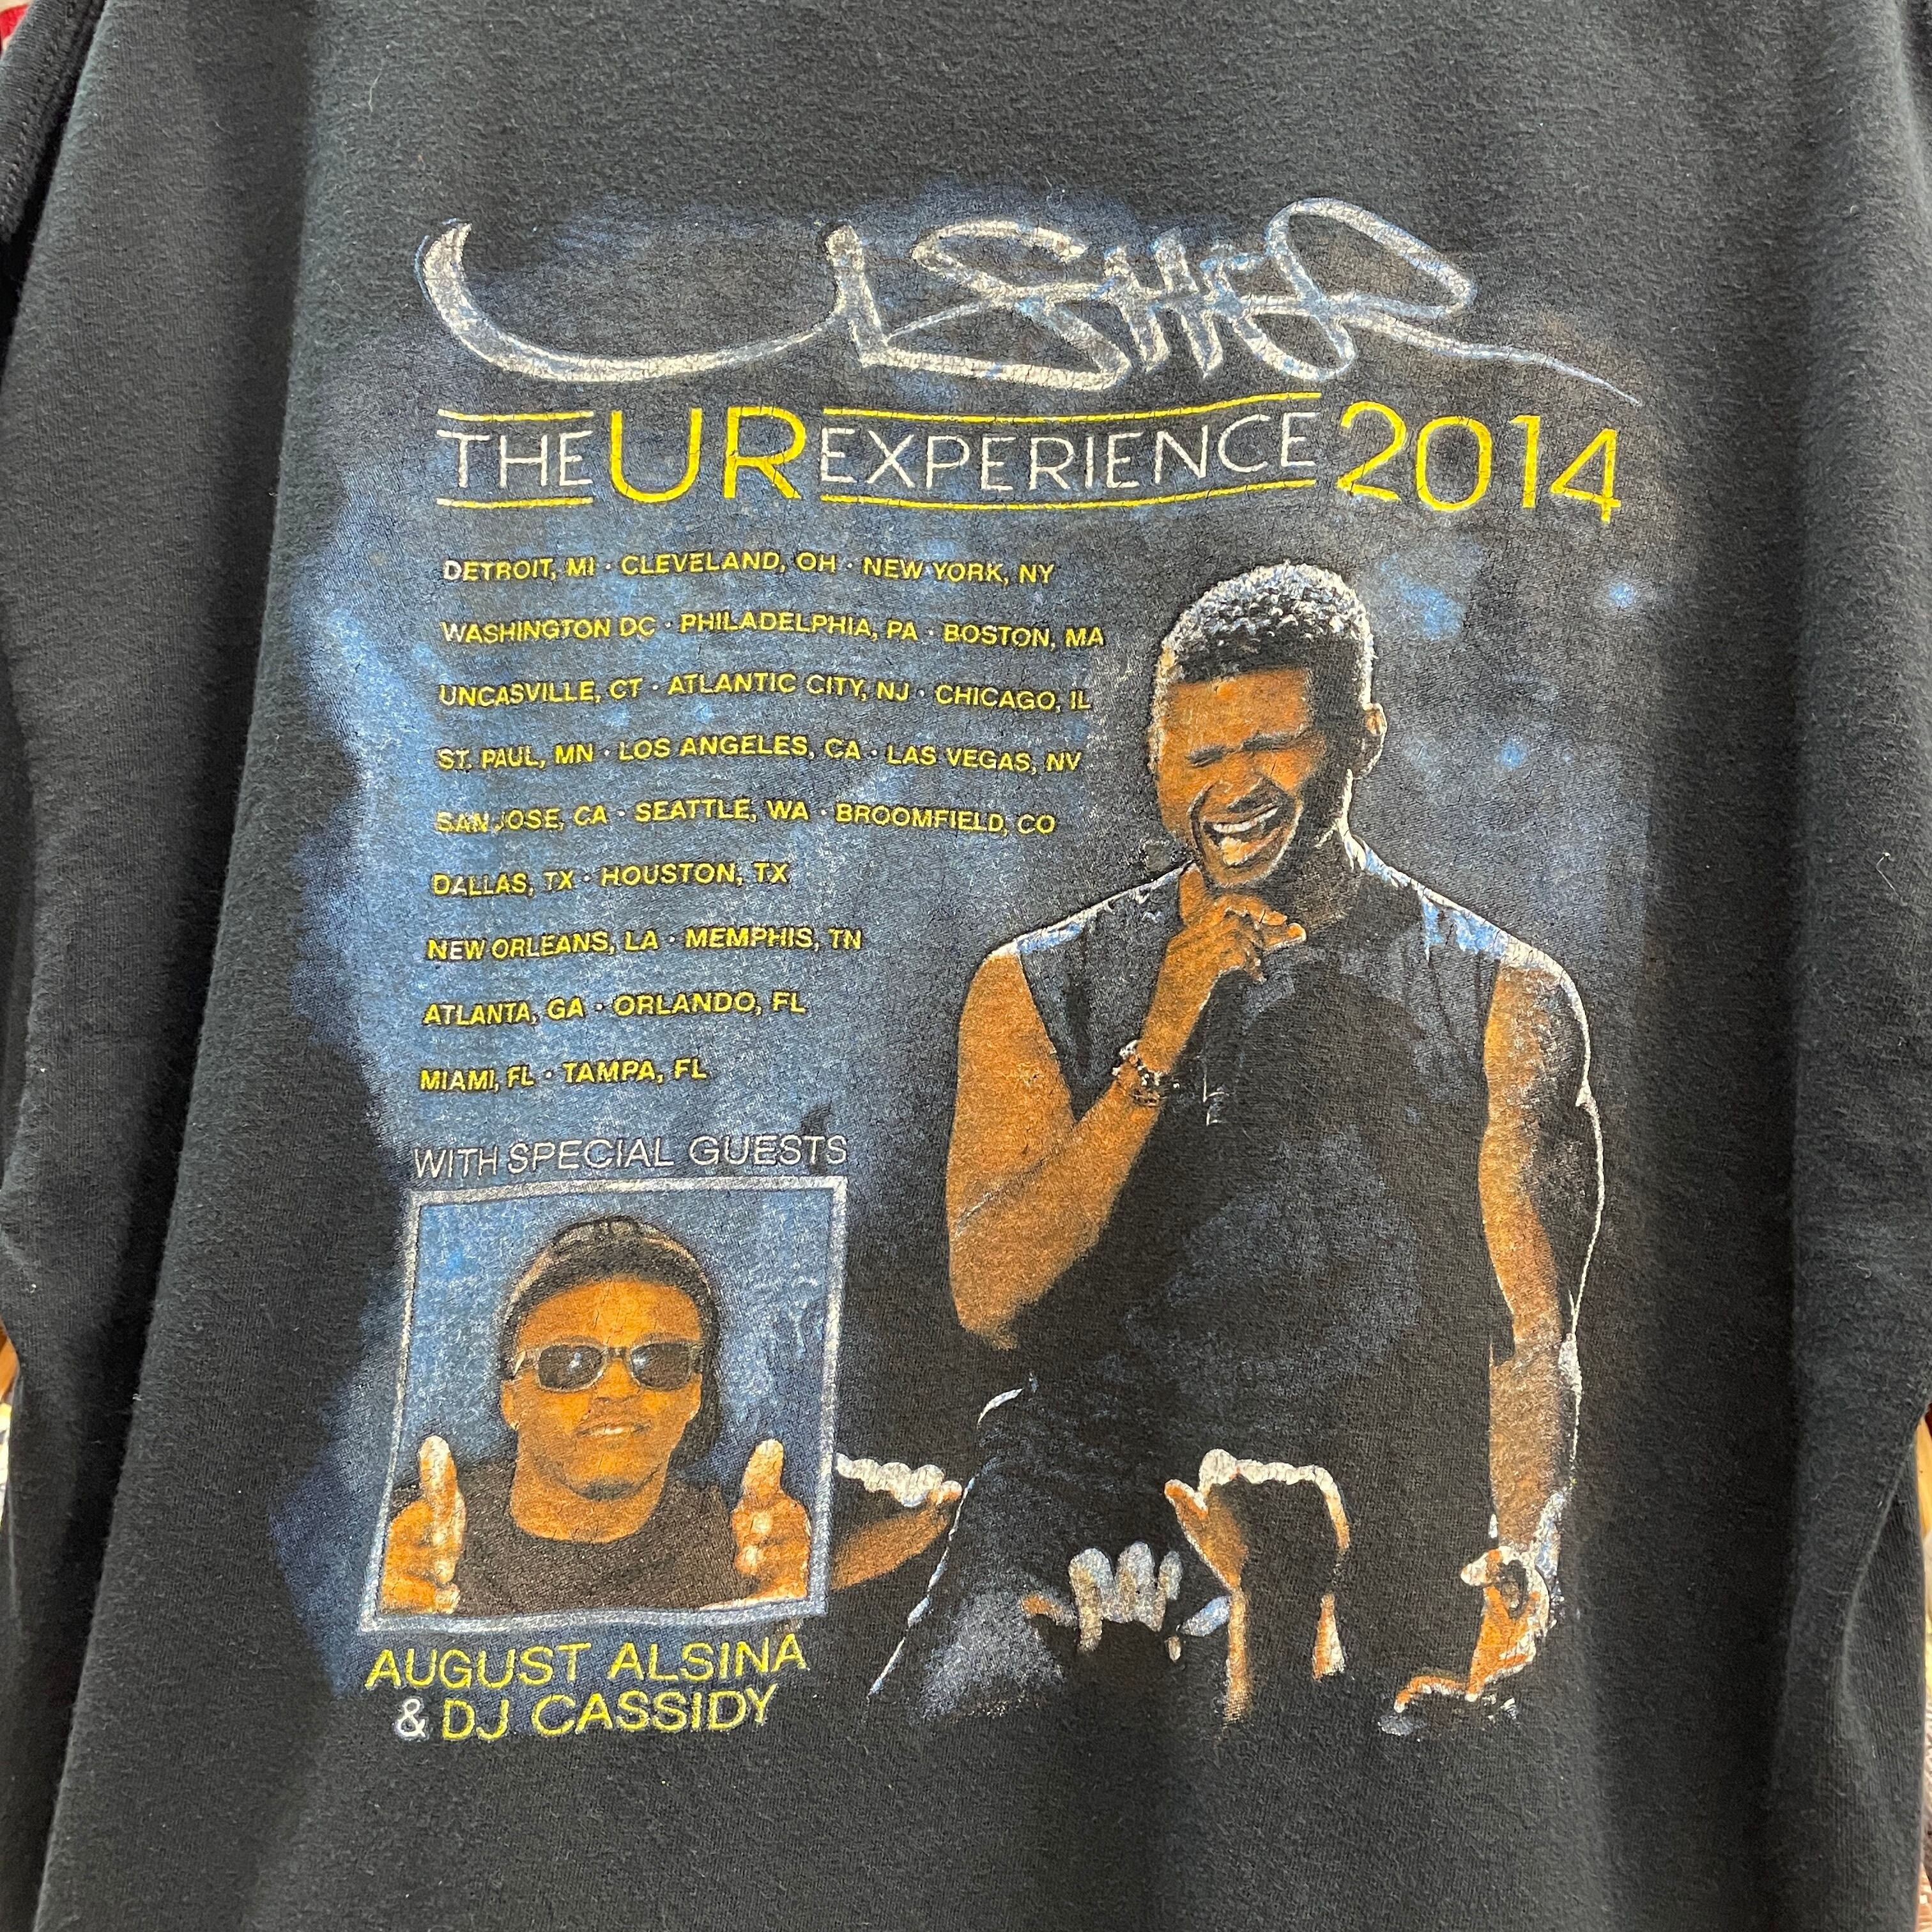 USHER
THE UR EXPERIENCE 2014
DETROIT, MI · CLEVELAND, OH · NEW YORK, NY
WASHINGTON DC · PHILADELPHIA, PA · BOSTON, MA
UNCASVILLE, CT · ATLANTIC CITY, NJ · CHICAGO, IL
ST. PAUL, MN · LOS ANGELES, CA · LAS VEGAS, NV
SAN JOSE, CA · SEATTLE, WA · BROOMFIELD, CO
DALLAS, TX · HOUSTON, TX
NEW ORLEANS, LA · MEMPHIS, TN
ATLANTA, GA · ORLANDO, FL
MIAMI, FL · TAMPA, FL
WITH SPECIAL GUESTS
AUGUST ALSINA
& DJ CASSIDY